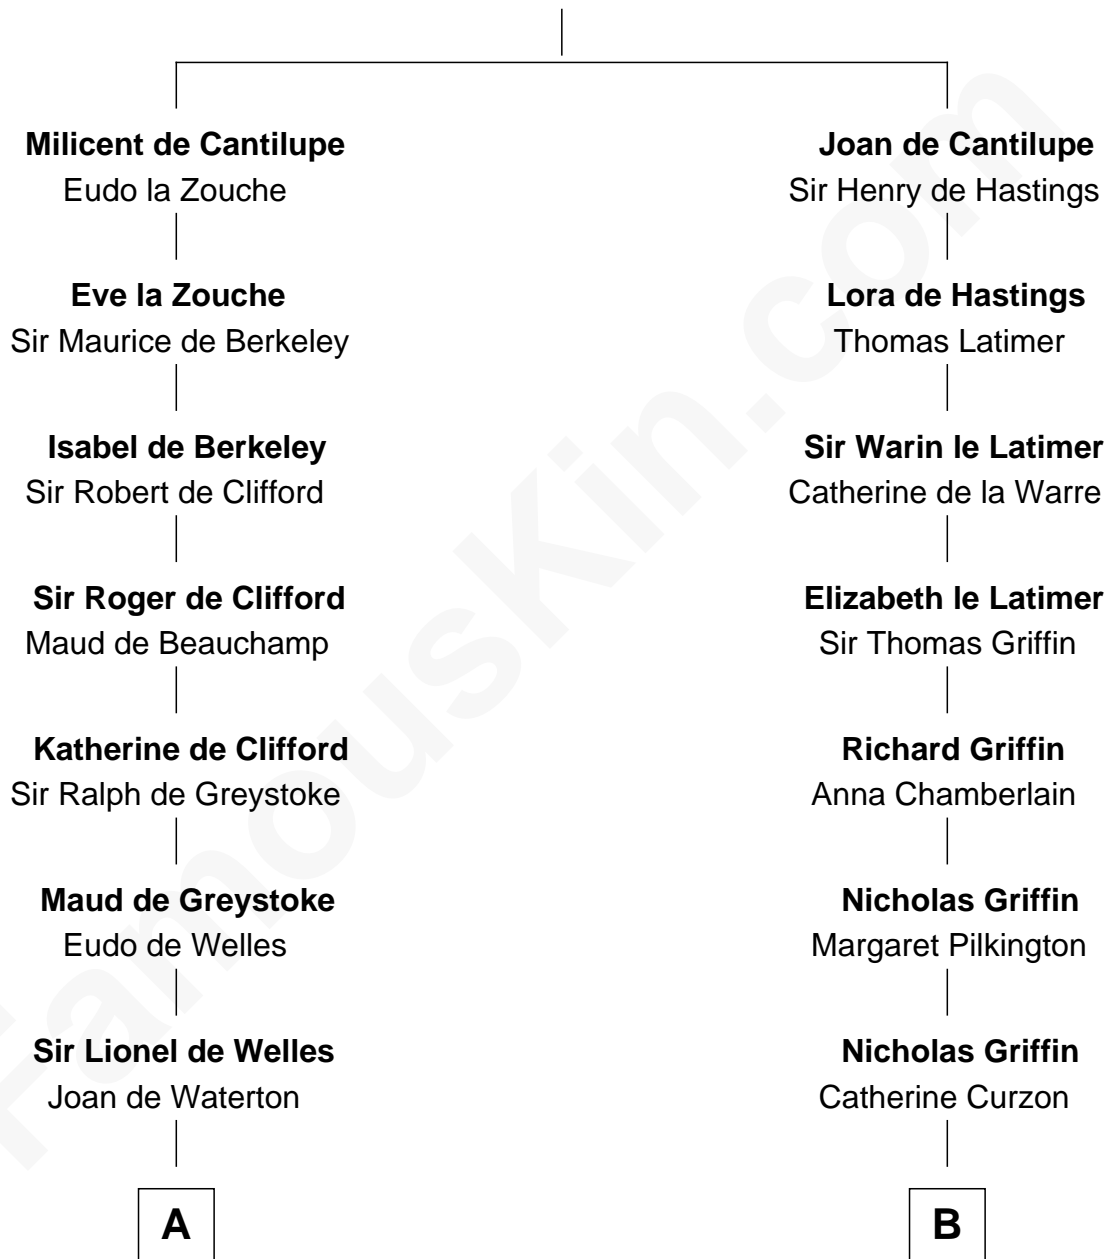 Milicent de Cantilupe
Eudo la Zouche
Eve la Zouche
Sir Maurice de Berkeley
Isabel de Berkeley
Sir Robert de Clifford
Sir Roger de Clifford
Maud de Beauchamp
Katherine de Clifford
Sir Ralph de Greystoke
Maud de Greystoke
Eudo de Welles
Sir Lionel de Welles
Joan de Waterton
A
Joan de Cantilupe
Sir Henry de Hastings
Lora de Hastings
Thomas Latimer
Sir Warin le Latimer
Catherine de la Warre
Elizabeth le Latimer
Sir Thomas Griffin
Richard Griffin
Anna Chamberlain
Nicholas Griffin
Margaret Pilkington
Nicholas Griffin
Catherine Curzon
B
FamousKin.com